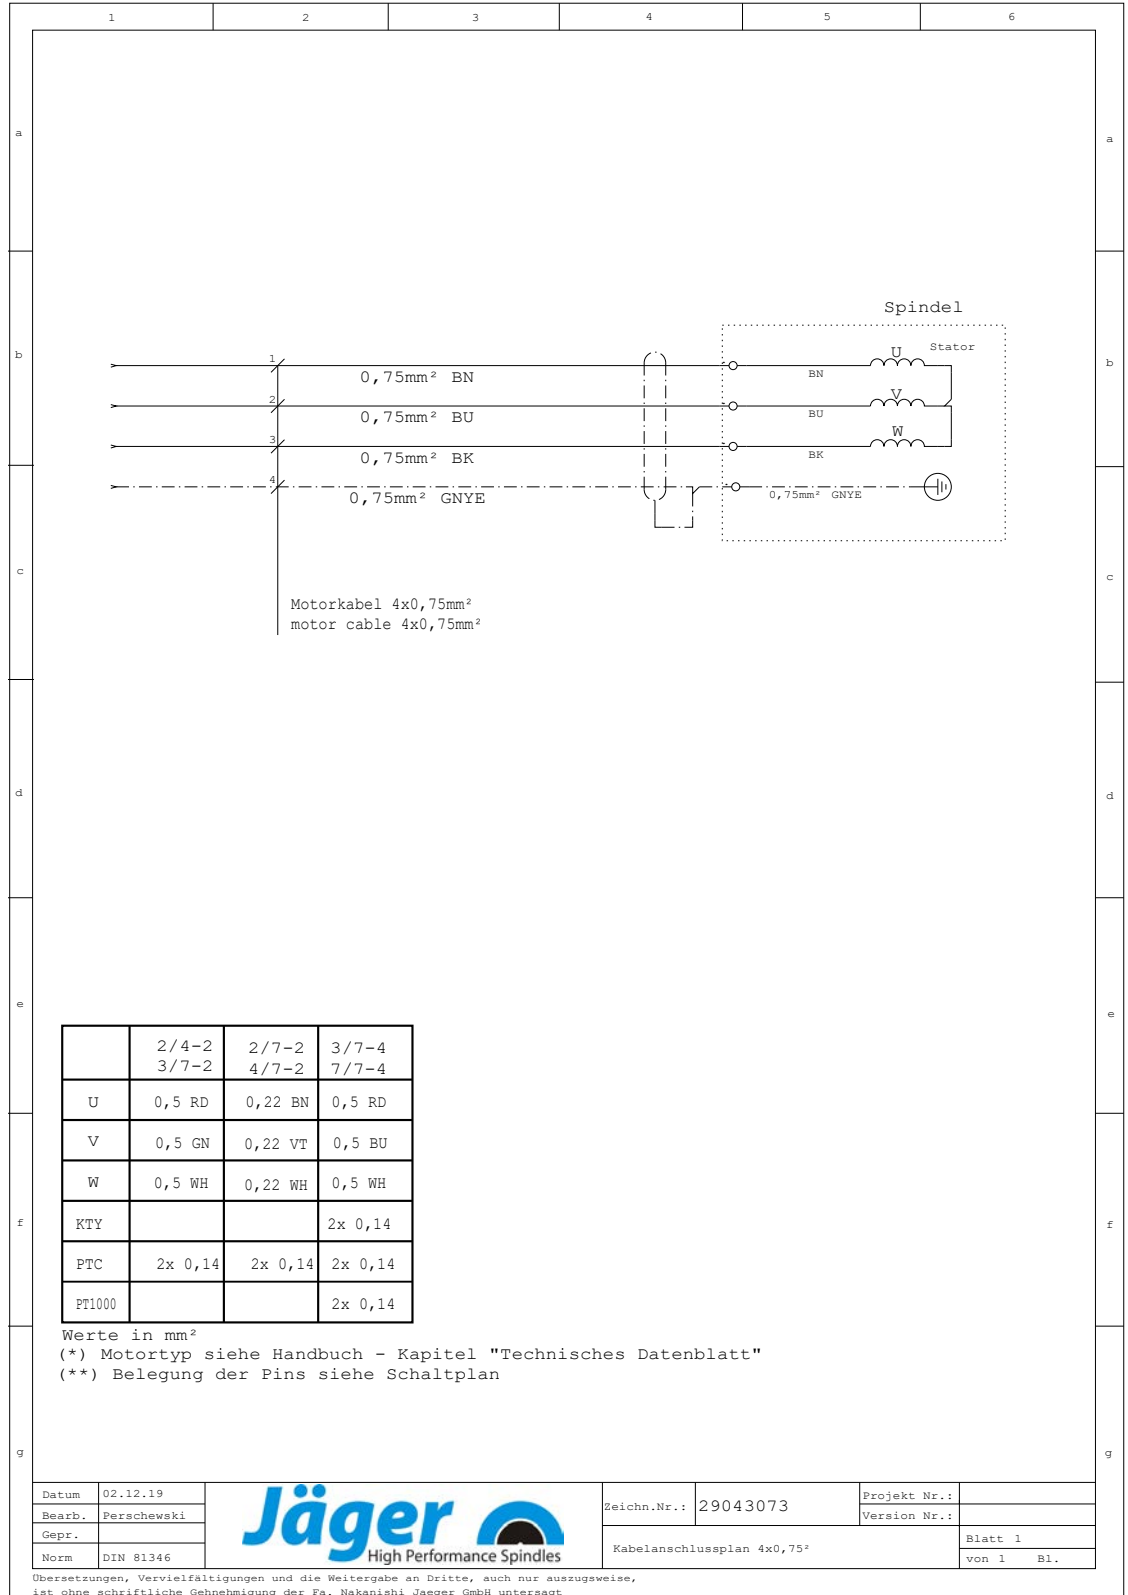 1 2 3 4 5 6
a a
Spindel
b b
1 U Stator
0,75mm² BN BN
2 V
0,75mm² BU BU
3 W
0,75mm² BK BK
4
0,75mm² GNYE 0,75mm² GNYE
c c
Motorkabel 4x0,75mm²
motor cable 4x0,75mm²
d d
e e
2/4-2 2/7-2 3/7-4
3/7-2 4/7-2 7/7-4
U 0,5 RD 0,22 BN 0,5 RD
V 0,5 GN 0,22 VT 0,5 BU
W 0,5 WH 0,22 WH 0,5 WH
f f
KTY 2x 0,14
PTC 2x 0,14 2x 0,14 2x 0,14
PT1000 2x 0,14
Werte in mm²
(*) Motortyp siehe Handbuch - Kapitel "Technisches Datenblatt"
(**) Belegung der Pins siehe Schaltplan
g g
Datum 02.12.19
Bearb. Perschewski
Gepr.
Norm DIN 81346
Jäger
High Performance Spindles
Zeichn.Nr.: 29043073
Kabelanschlussplan 4x0,75²
Projekt Nr.:
Version Nr.:
Blatt 1
von 1 Bl.
Übersetzungen, Vervielfältigungen und die Weitergabe an Dritte, auch nur auszugsweise,
ist ohne schriftliche Gehnehmigung der Fa. Nakanishi Jaeger GmbH untersagt